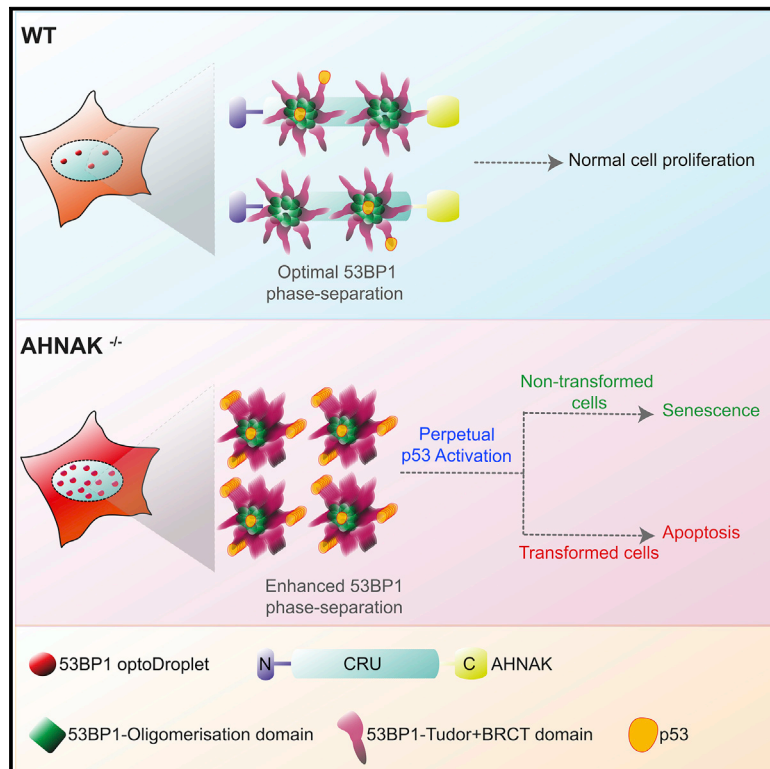 WT
Normal cell proliferation
Optimal 53BP1
phase-separation
AHNAK -/-
Non-transformed
cells
Senescence
Perpetual
p53 Activation
Apoptosis
Transformed cells
Enhanced 53BP1
phase-separation
53BP1 optoDroplet
N CRU C AHNAK
53BP1-Oligomerisation domain
53BP1-Tudor+BRCT domain
p53